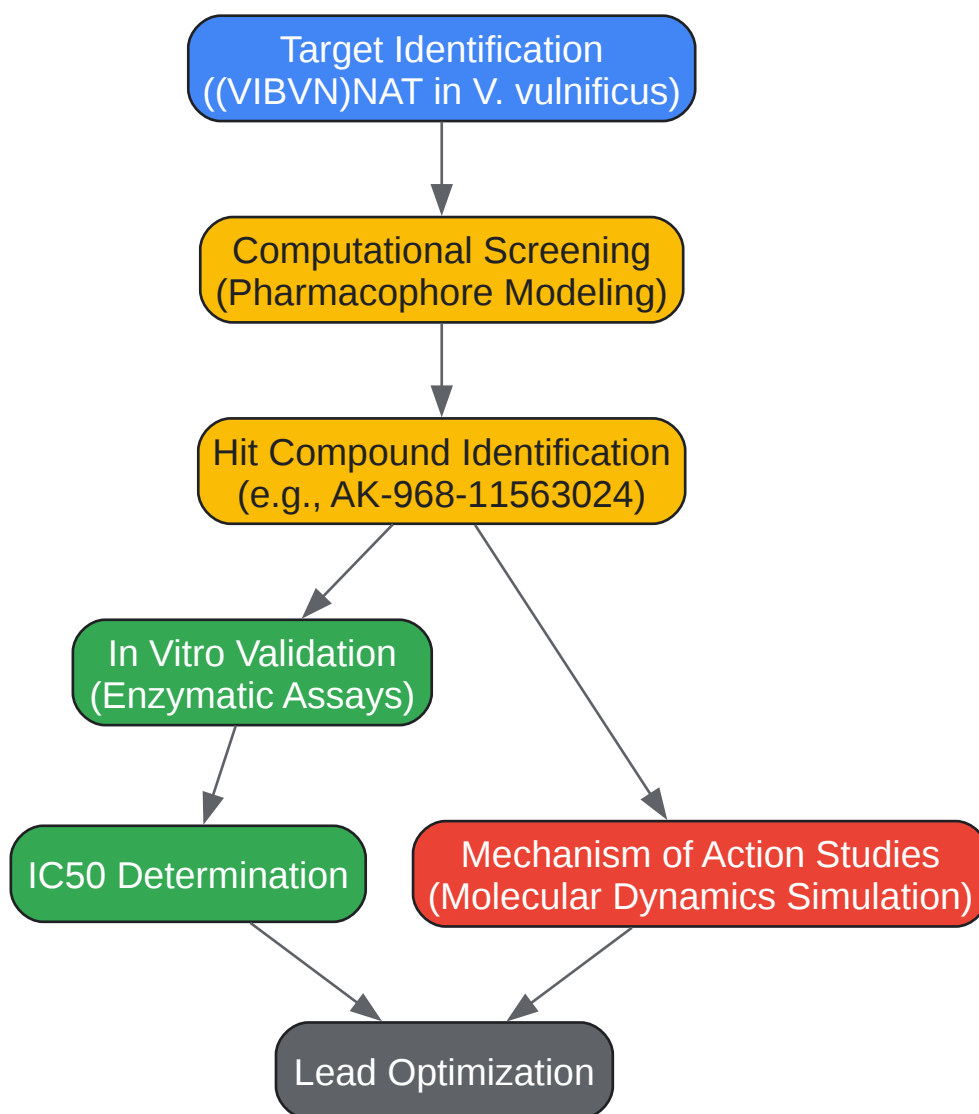 Target Identification
((VIBVN)NAT in V. vulnificus)
Computational Screening
(Pharmacophore Modeling)
Hit Compound Identification
(e.g., AK-968-11563024)
In Vitro Validation
(Enzymatic Assays)
IC50 Determination
Mechanism of Action Studies
(Molecular Dynamics Simulation)
Lead Optimization